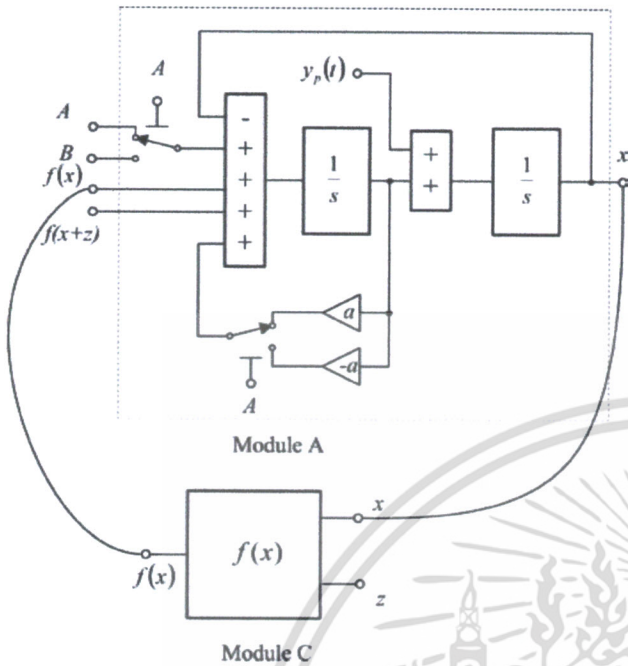 A
y_p(t)
A
-
+
+
+
+
1/s
+
+
1/s
x
B
f(x)
f(x+z)
a
-a
A
Module A
x
f(x)
f(x)
z
Module C